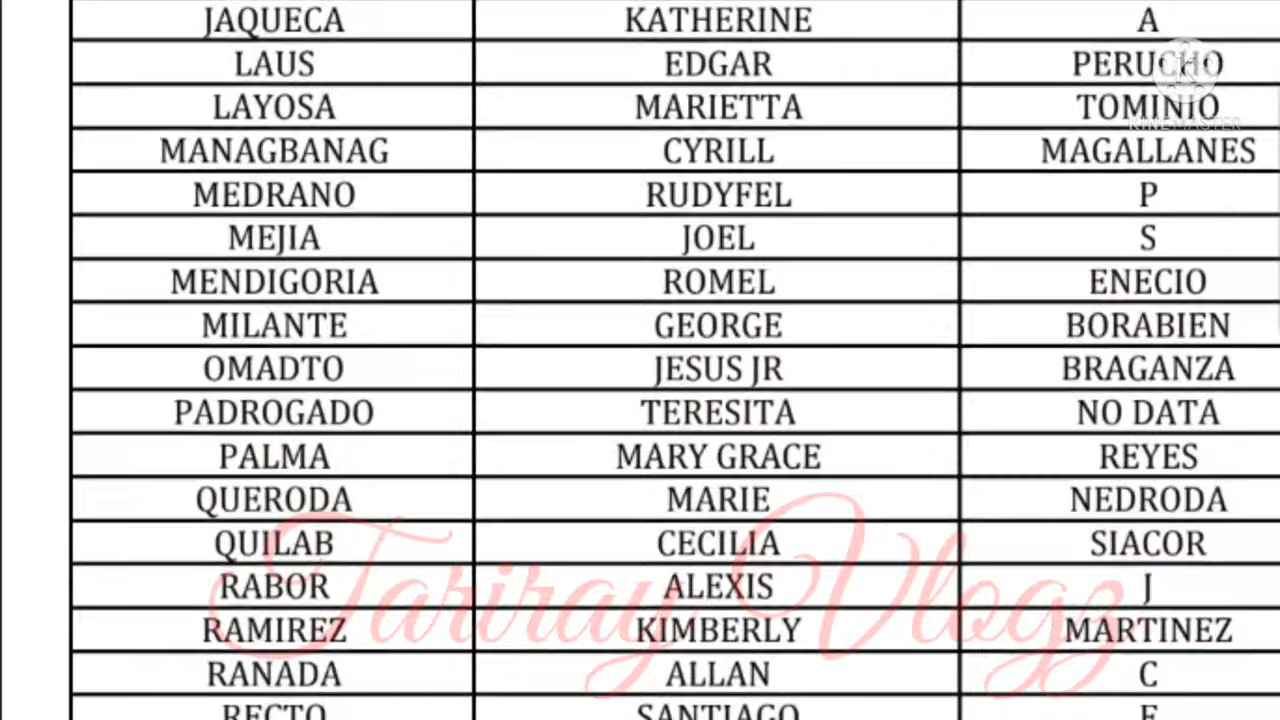 JAQUECA KATHERINE A
LAUS EDGAR PERUCHO
LAYOSA MARIETTA TOMINIO
KINEMASTER
MANAGBANAG CYRILL MAGALLANES
MEDRANO RUDYFEL P
MEJIA JOEL S
MENDIGORIA ROMEL ENECIO
MILANTE GEORGE BORABIEN
OMADTO JESUS JR BRAGANZA
PADROGADO TERESITA NO DATA
PALMA MARY GRACE REYES
QUERODA MARIE NEDRODA
QUILAB CECILIA SIACOR
RABOR ALEXIS J
Tariray Vlogz
RAMIREZ KIMBERLY MARTINEZ
RANADA ALLAN C
RECTO SANTIAGO